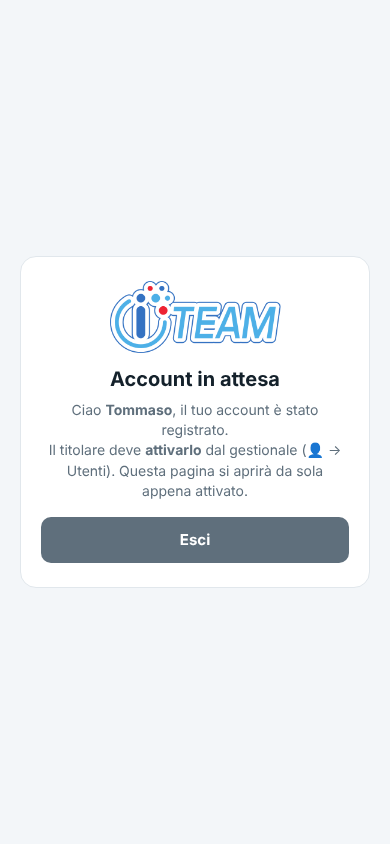 iTEAM
Account in attesa
Ciao Tommaso, il tuo account è stato
registrato.
Il titolare deve attivarlo dal gestionale (👤 →
Utenti). Questa pagina si aprirà da sola
appena attivato.
Esci